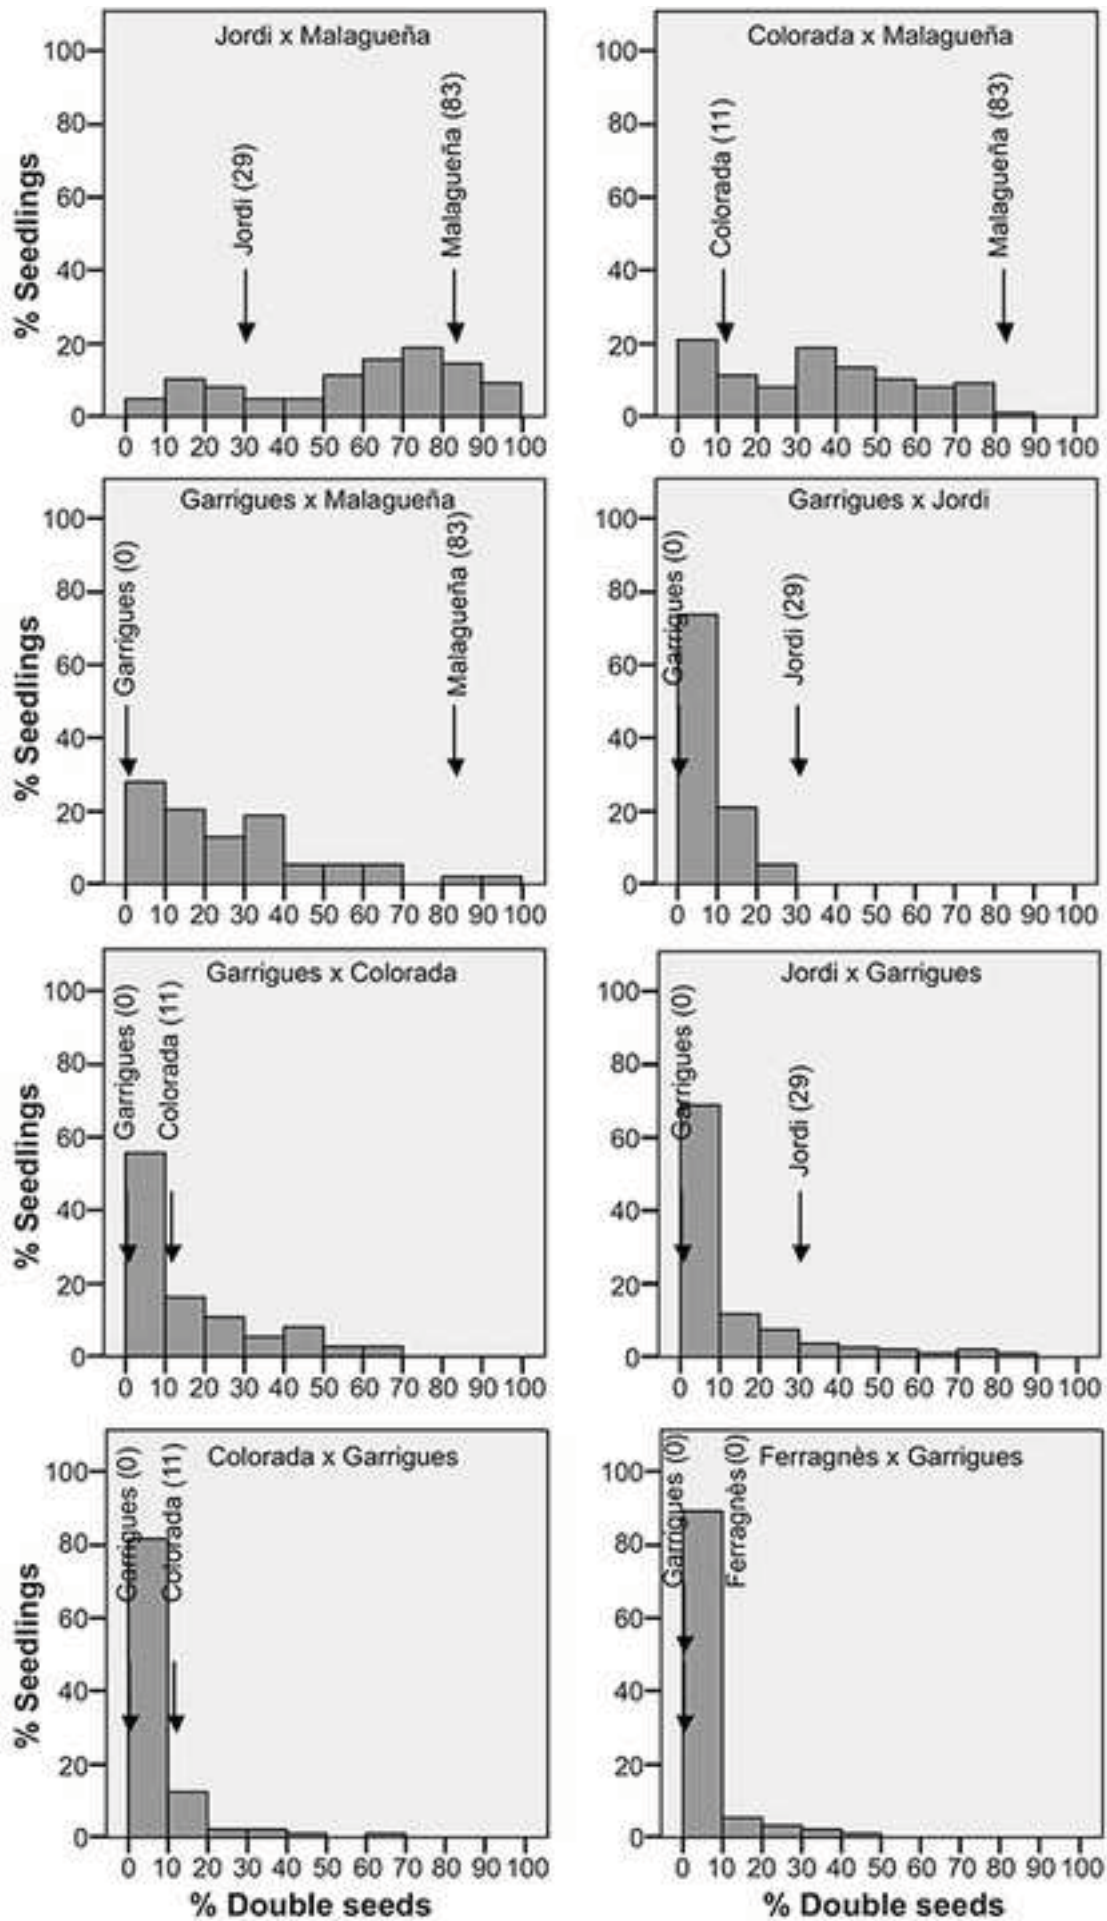 Jordi x Malagueña
% Seedlings
100
80
60
40
20
0
Jordi (29)
Malagueña (83)
0 10 20 30 40 50 60 70 80 90 100
Colorada x Malagueña
100
80
60
40
20
0
Colorada (11)
Malagueña (83)
0 10 20 30 40 50 60 70 80 90 100
Garrigues x Malagueña
% Seedlings
100
80
60
40
20
0
Garrigues (0)
Malagueña (83)
0 10 20 30 40 50 60 70 80 90 100
Garrigues x Jordi
100
80
60
40
20
0
Garrigues (0)
Jordi (29)
0 10 20 30 40 50 60 70 80 90 100
Garrigues x Colorada
% Seedlings
100
80
60
40
20
0
Garrigues (0)
Colorada (11)
0 10 20 30 40 50 60 70 80 90 100
Jordi x Garrigues
100
80
60
40
20
0
Garrigues (0)
Jordi (29)
0 10 20 30 40 50 60 70 80 90 100
Colorada x Garrigues
% Seedlings
100
80
60
40
20
0
Garrigues (0)
Colorada (11)
0 10 20 30 40 50 60 70 80 90 100
% Double seeds
Ferragnès x Garrigues
100
80
60
40
20
0
Garrigues (0)
Ferragnès (0)
0 10 20 30 40 50 60 70 80 90 100
% Double seeds